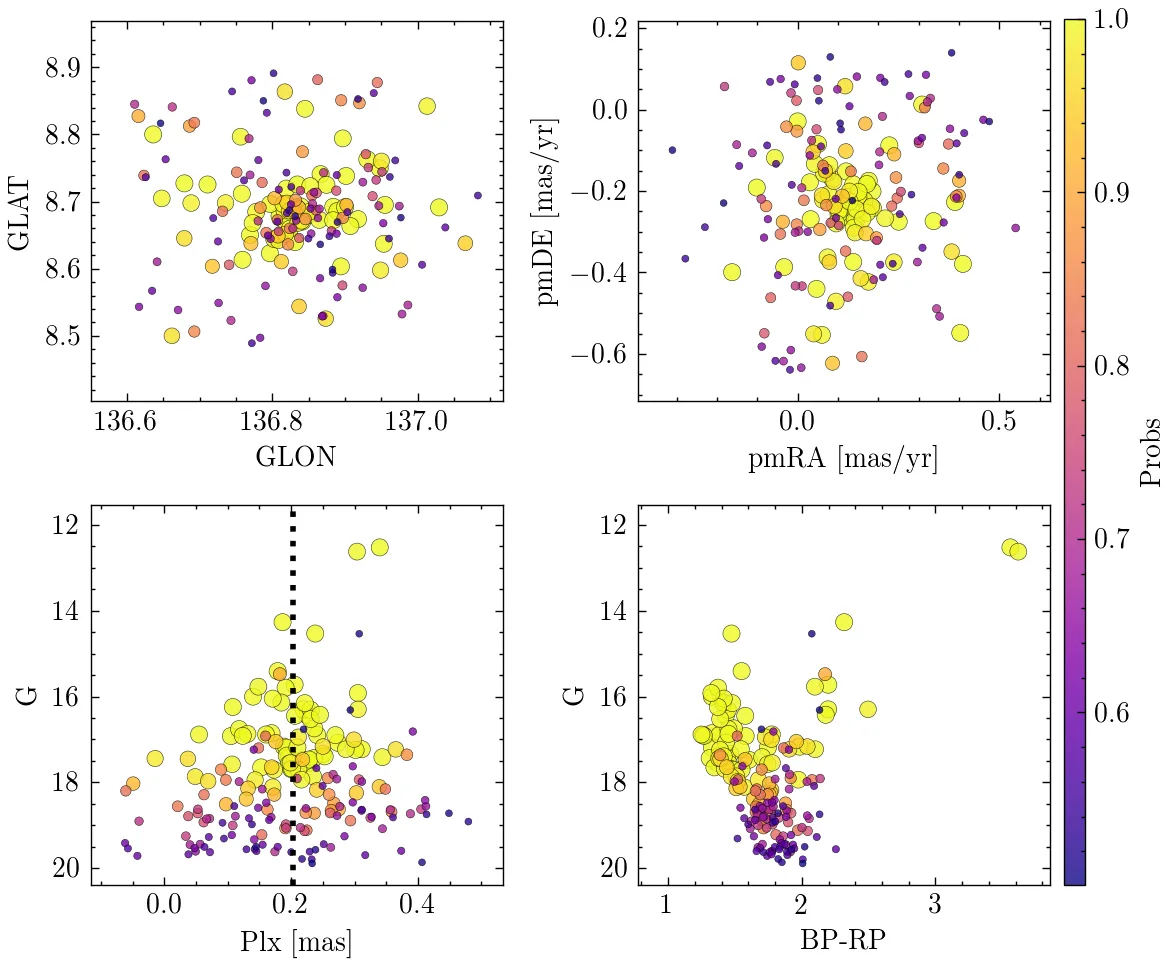 8.9
8.8
8.7
8.6
8.5
GLAT
136.6 136.8 137.0
GLON
0.2
0.0
−0.2
−0.4
−0.6
pmDE [mas/yr]
0.0 0.5
pmRA [mas/yr]
12
14
16
18
20
G
0.0 0.2 0.4
Plx [mas]
12
14
16
18
20
G
1 2 3
BP-RP
1.0
0.9
0.8
0.7
0.6
Probs